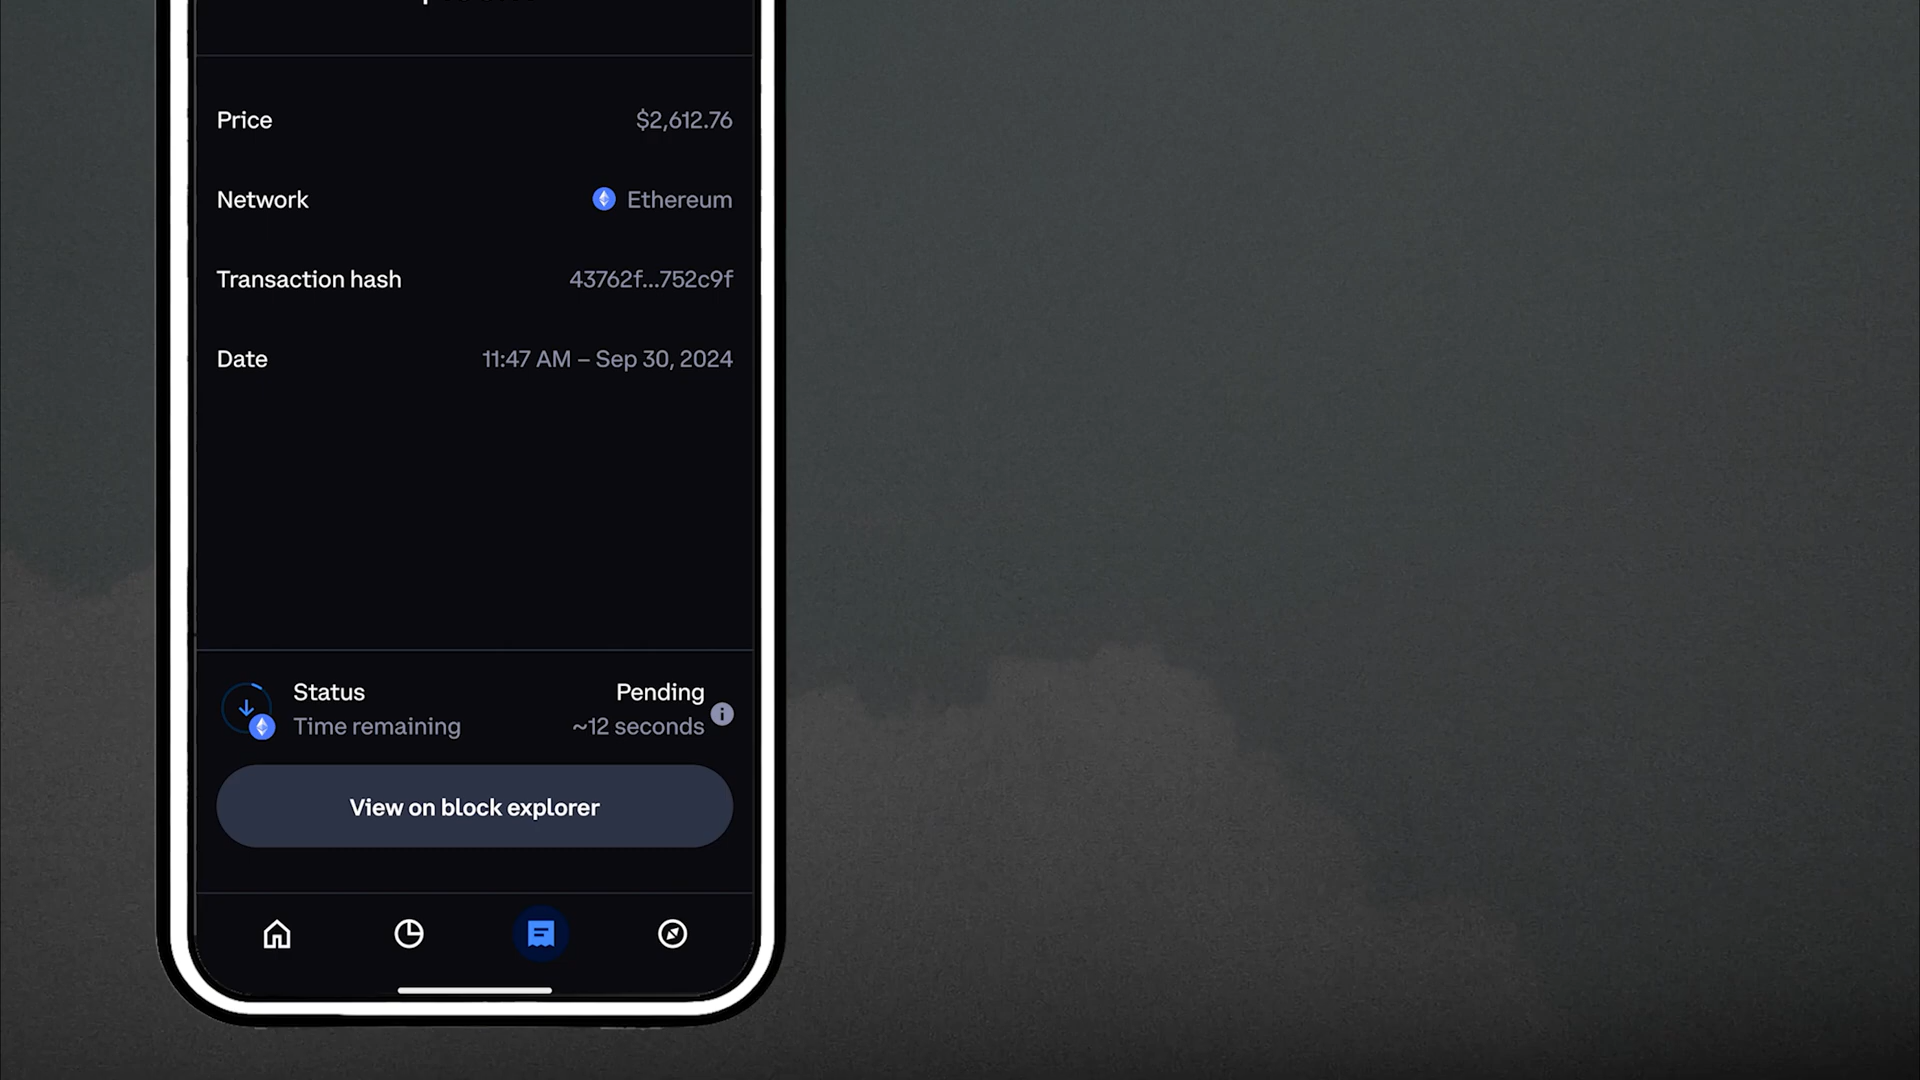 Price $2,612.76
Network Ethereum
Transaction hash 43762f...752c9f
Date 11:47 AM – Sep 30, 2024
Status Pending
Time remaining ~12 seconds
View on block explorer